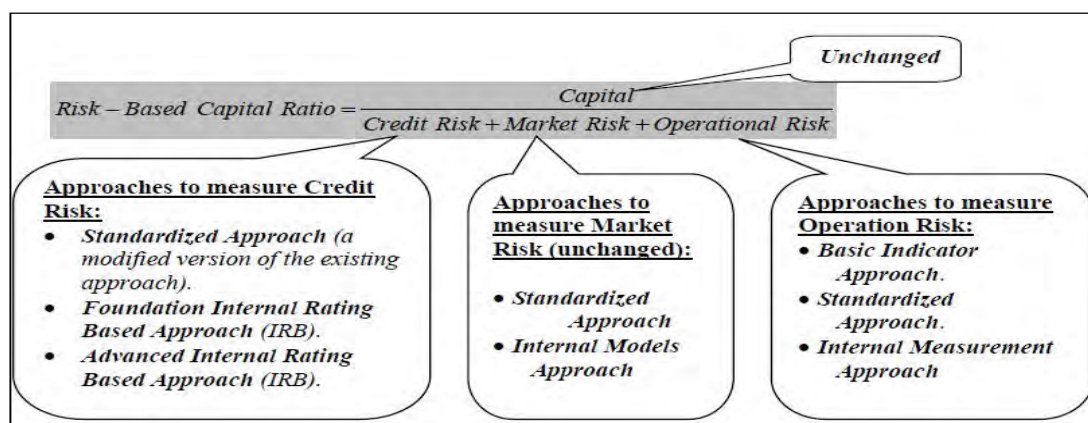 Unchanged
Risk – Based Capital Ratio = Capital
Credit Risk + Market Risk + Operational Risk
Approaches to measure Credit
Risk:
• Standardized Approach (a
modified version of the existing
approach).
• Foundation Internal Rating
Based Approach (IRB).
• Advanced Internal Rating
Based Approach (IRB).
Approaches to
measure Market
Risk (unchanged):
• Standardized
Approach
• Internal Models
Approach
Approaches to measure
Operation Risk:
• Basic Indicator
Approach.
• Standardized
Approach.
• Internal Measurement
Approach